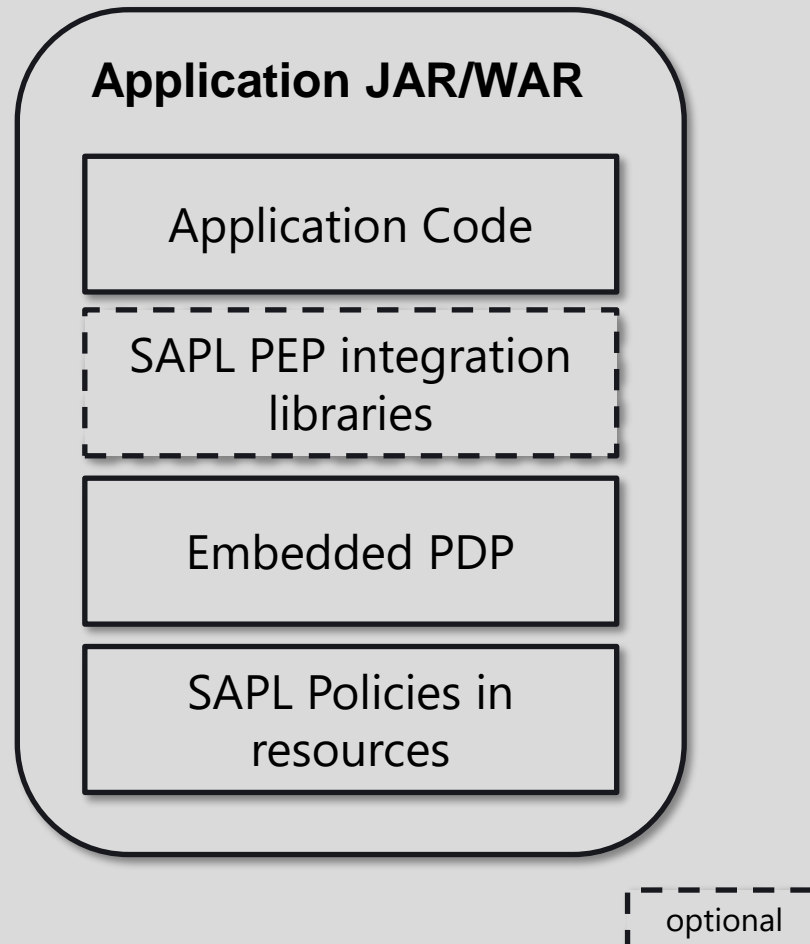 Application JAR/WAR
Application Code
SAPL PEP integration
libraries
Embedded PDP
SAPL Policies in
resources
optional